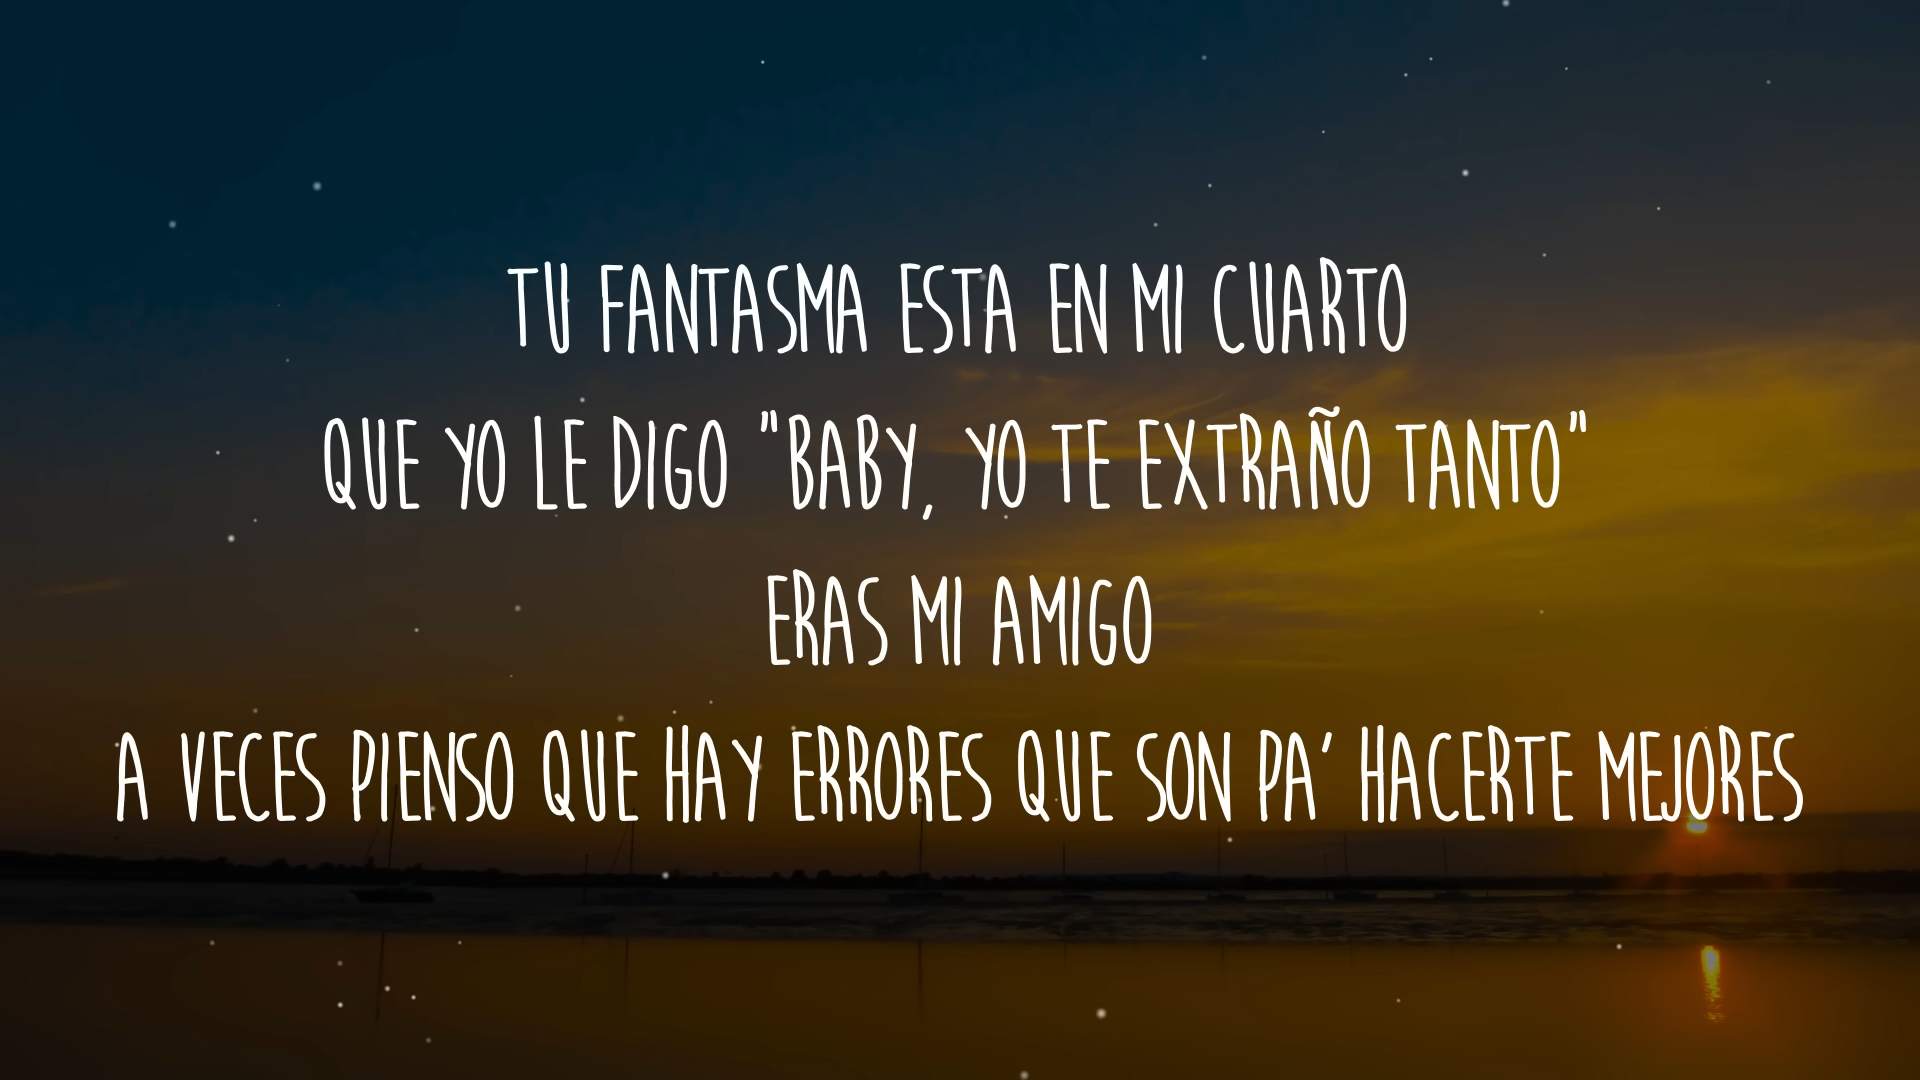 TU FANTASMA ESTA EN MI CUARTO
QUE YO LE DIGO "BABY, YO TE EXTRAÑO TANTO"
ERAS MI AMIGO
A VECES PIENSO QUE HAY ERRORES QUE SON PA' HACERTE MEJORES